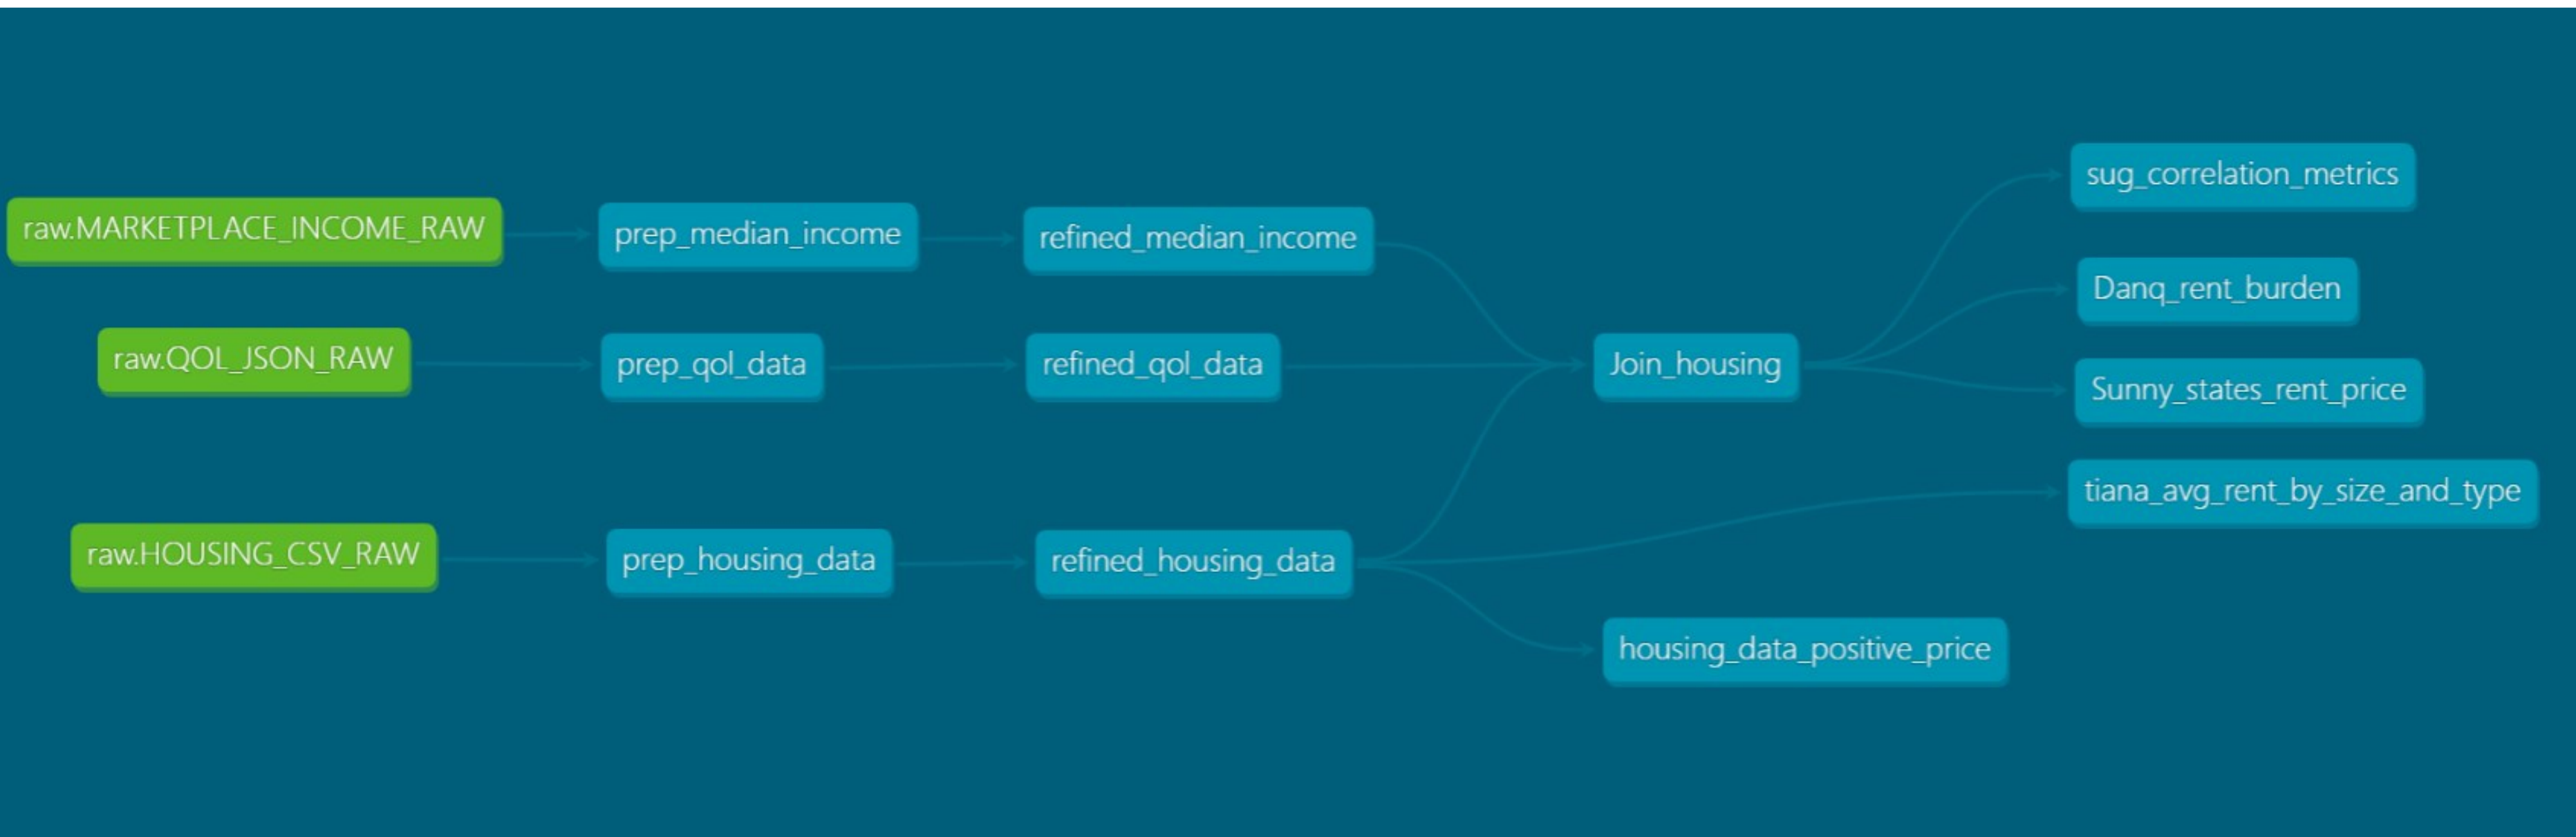 raw.MARKETPLACE_INCOME_RAW
prep_median_income
refined_median_income
raw.QOL_JSON_RAW
prep_qol_data
refined_qol_data
raw.HOUSING_CSV_RAW
prep_housing_data
refined_housing_data
Join_housing
housing_data_positive_price
sug_correlation_metrics
Danq_rent_burden
Sunny_states_rent_price
tiana_avg_rent_by_size_and_type